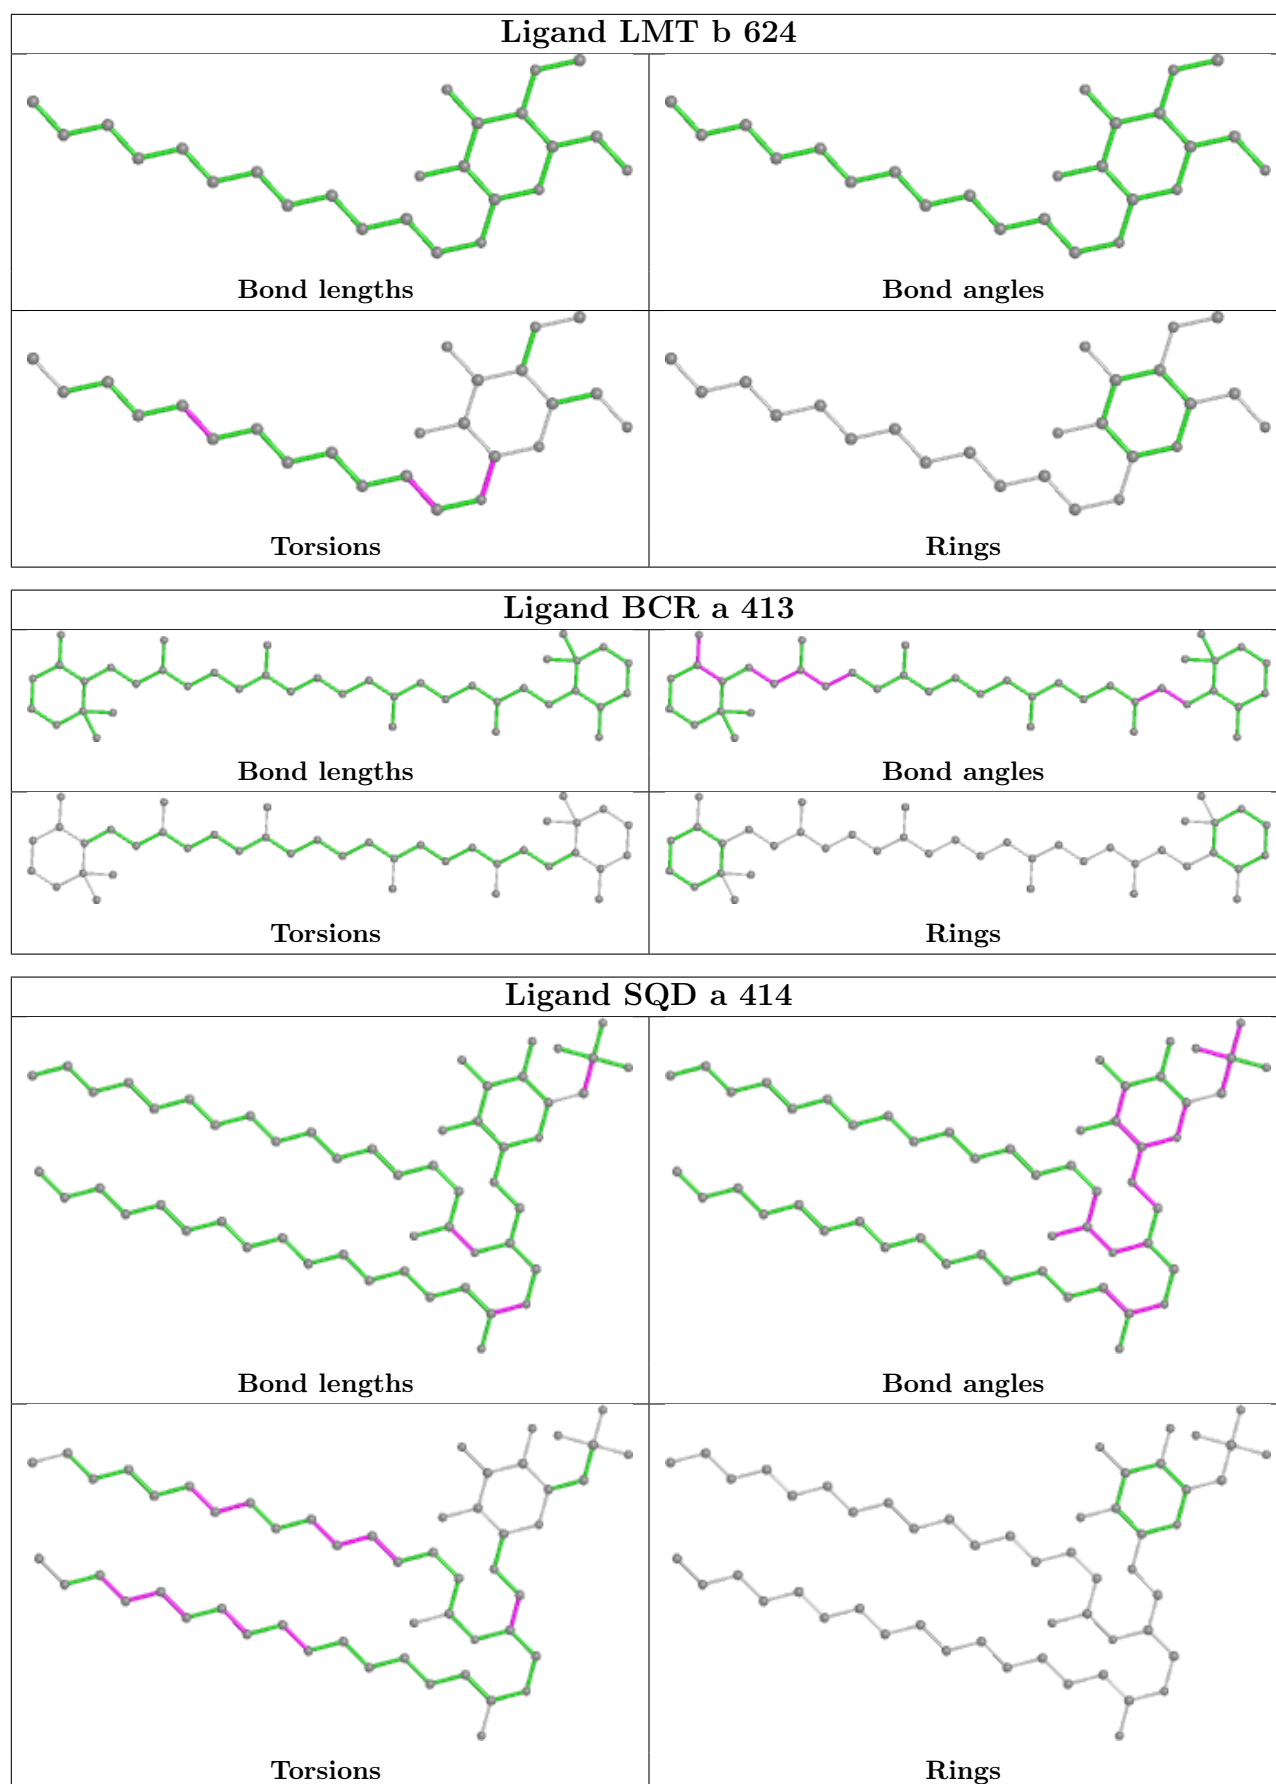 Ligand LMT b 624
Bond lengths
Bond angles
Torsions
Rings
Ligand BCR a 413
Bond lengths
Bond angles
Torsions
Rings
Ligand SQD a 414
Bond lengths
Bond angles
Torsions
Rings